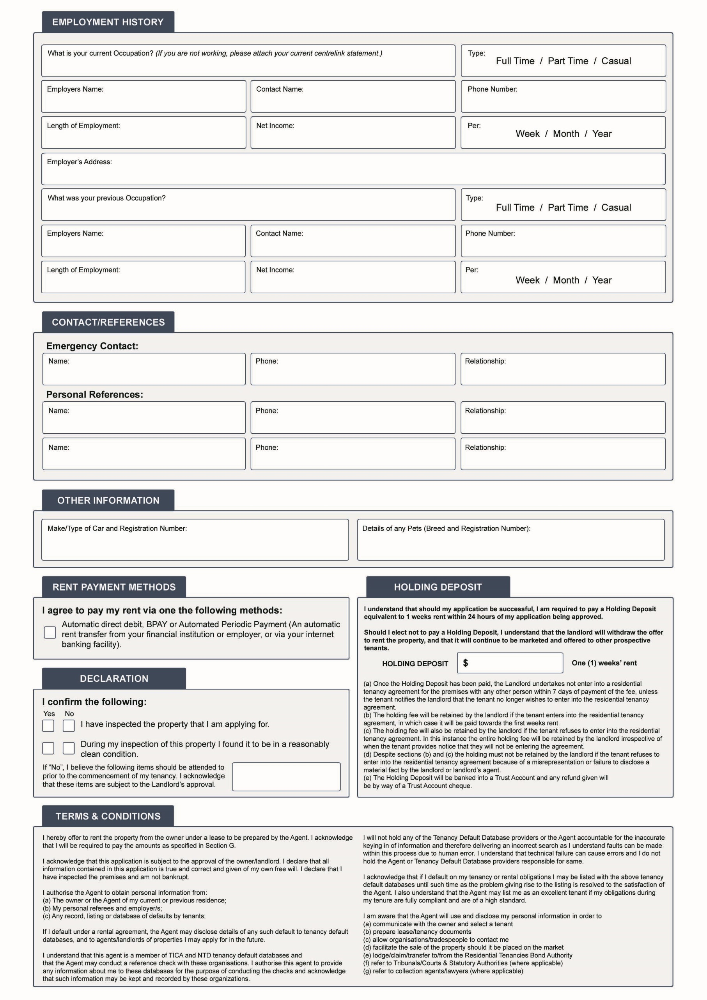 EMPLOYMENT HISTORY
What is your current Occupation? (If you are not working, please attach your current centrelink statement.)
Type:
Full Time / Part Time / Casual
Employers Name:
Contact Name:
Phone Number:
Length of Employment:
Net Income:
Per:
Week / Month / Year
Employer's Address:
What was your previous Occupation?
Type:
Full Time / Part Time / Casual
Employers Name:
Contact Name:
Phone Number:
Length of Employment:
Net Income:
Per:
Week / Month / Year
CONTACT/REFERENCES
Emergency Contact:
Name:
Phone:
Relationship:
Personal References:
Name:
Phone:
Relationship:
Name:
Phone:
Relationship:
OTHER INFORMATION
Make/Type of Car and Registration Number:
Details of any Pets (Breed and Registration Number):
RENT PAYMENT METHODS
I agree to pay my rent via one the following methods:
Automatic direct debit, BPAY or Automated Periodic Payment (An automatic
rent transfer from your financial institution or employer, or via your internet
banking facility).
DECLARATION
I confirm the following:
Yes No
I have inspected the property that I am applying for.
During my inspection of this property I found it to be in a reasonably
clean condition.
If “No”, I believe the following items should be attended to
prior to the commencement of my tenancy. I acknowledge
that these items are subject to the Landlord’s approval.
HOLDING DEPOSIT
I understand that should my application be successful, I am required to pay a Holding Deposit
equivalent to 1 weeks rent within 24 hours of my application being approved.
Should I elect not to pay a Holding Deposit, I understand that the landlord will withdraw the offer
to rent the property, and that it will continue to be marketed and offered to other prospective
tenants.
HOLDING DEPOSIT
$
One (1) weeks’ rent
(a) Once the Holding Deposit has been paid, the Landlord undertakes not enter into a residential
tenancy agreement for the premises with any other person within 7 days of payment of the fee, unless
the tenant notifies the landlord that the tenant no longer wishes to enter into the residential tenancy
agreement.
(b) The holding fee will be retained by the landlord if the tenant enters into the residential tenancy
agreement, in which case it will be paid towards the first weeks rent.
(c) The holding fee will also be retained by the landlord if the tenant refuses to enter into the residential
tenancy agreement. In this instance the entire holding fee will be retained by the landlord irrespective of
when the tenant provides notice that they will not be entering the agreement.
(d) Despite sections (b) and (c) the holding must not be retained by the landlord if the tenant refuses to
enter into the residential tenancy agreement because of a misrepresentation or failure to disclose a
material fact by the landlord or landlord’s agent.
(e) The Holding Deposit will be banked into a Trust Account and any refund given will
be by way of a Trust Account cheque.
TERMS & CONDITIONS
I hereby offer to rent the property from the owner under a lease to be prepared by the Agent. I acknowledge
that I will be required to pay the amounts as specified in Section G.
I acknowledge that this application is subject to the approval of the owner/landlord. I declare that all
information contained in this application is true and correct and given of my own free will. I declare that I
have inspected the premises and am not bankrupt.
I authorise the Agent to obtain personal information from:
(a) The owner or the Agent of my current or previous residence;
(b) My personal referees and employer/s;
(c) Any record, listing or database of defaults by tenants;
If I default under a rental agreement, the Agent may disclose details of any such default to tenancy default
databases, and to agents/landlords of properties I may apply for in the future.
I understand that this agent is a member of TICA and NTD tenancy default databases and
that the Agent may conduct a reference check with these organisations. I authorise this agent to provide
any information about me to these databases for the purpose of conducting the checks and acknowledge
that such information may be kept and recorded by these organizations.
I will not hold any of the Tenancy Default Database providers or the Agent accountable for the inaccurate
keying in of information and therefore delivering an incorrect search as I understand faults can be made
within this process due to human error. I understand that technical failure can cause errors and I do not
hold the Agent or Tenancy Default Database providers responsible for same.
I acknowledge that if I default on my tenancy or rental obligations I may be listed with the above tenancy
default databases until such time as the problem giving rise to the listing is resolved to the satisfaction of
the Agent. I also understand that the Agent may list me as an excellent tenant if my obligations during
my tenure are fully compliant and are of a high standard.
I am aware that the Agent will use and disclose my personal information in order to
(a) communicate with the owner and select a tenant
(b) prepare lease/tenancy documents
(c) allow organisations/tradespeople to contact me
(d) facilitate the sale of the property should it be placed on the market
(e) lodge/claim/transfer to/from the Residential Tenancies Bond Authority
(f) refer to Tribunals/Courts & Statutory Authorities (where applicable)
(g) refer to collection agents/lawyers (where applicable)